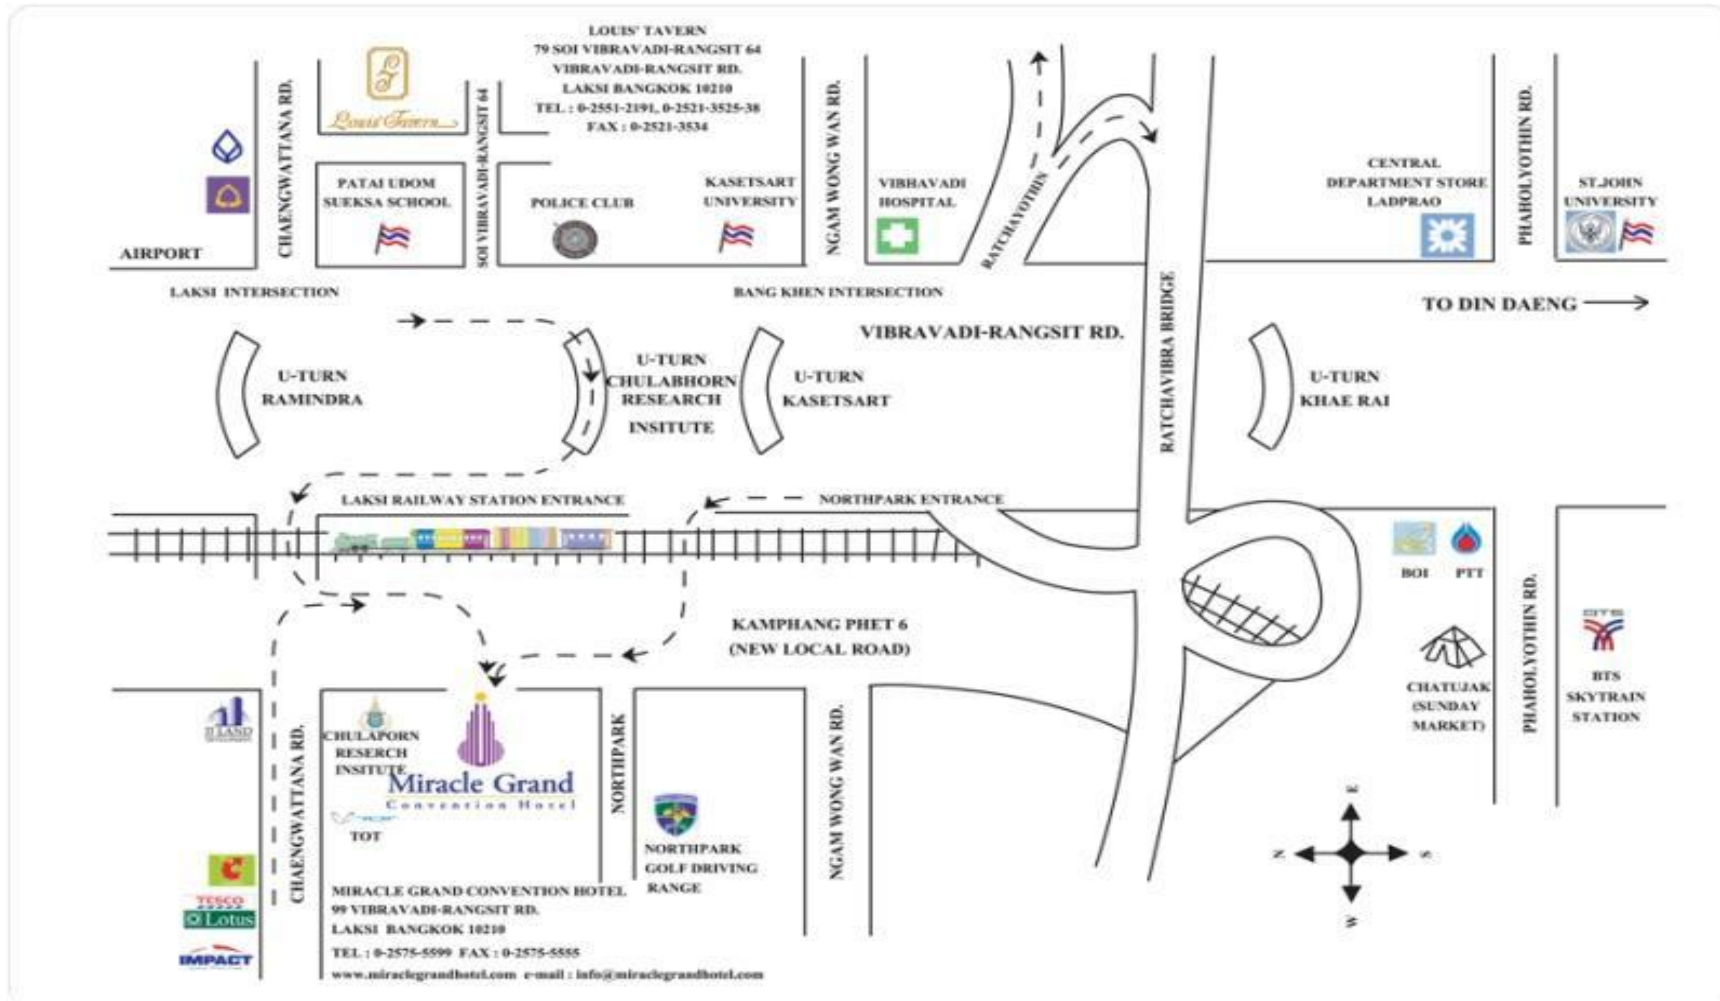 LOUIS' TAVERN
79 SOI VIBRAVADI-RANGSIT 64
VIBRAVADI-RANGSIT RD.
LAKSI BANGKOK 10210
TEL : 0-2551-2191, 0-2521-3525-38
FAX : 0-2521-3534
Louis' Tavern
CHAENGWATTANA RD.
SOI VIBRAVADI-RANGSIT 64
NGAM WONG WAN RD.
PHAHOLYOTHIN RD.
PATAI UDOM
SUEKSA SCHOOL
POLICE CLUB
KASETSART
UNIVERSITY
VIBHAVADI
HOSPITAL
RATCHAYOTHIN
CENTRAL
DEPARTMENT STORE
LADPRAO
ST.JOHN
UNIVERSITY
AIRPORT
LAKSI INTERSECTION
BANG KHEN INTERSECTION
TO DIN DAENG
VIBRAVADI-RANGSIT RD.
RATCHAVIBRA BRIDGE
U-TURN
RAMINDRA
U-TURN
CHULABHORN
RESEARCH
INSITUTE
U-TURN
KASETSART
U-TURN
KHAE RAI
LAKSI RAILWAY STATION ENTRANCE
NORTHPARK ENTRANCE
BOI
PTT
KAMPHANG PHET 6
(NEW LOCAL ROAD)
PHAHOLYOTHIN RD.
BTS
BTS
SKYTRAIN
STATION
CHATUJAK
(SUNDAY
MARKET)
CHAENGWATTANA RD.
CHULAPORN
RESERCH
INSITUTE
Miracle Grand
Convention Hotel
TOT
NORTHPARK
NORTHPARK
GOLF DRIVING
RANGE
NGAM WONG WAN RD.
TESCO
Lotus
IMPACT
MIRACLE GRAND CONVENTION HOTEL
99 VIBRAVADI-RANGSIT RD.
LAKSI BANGKOK 10210
TEL : 0-2575-5599 FAX : 0-2575-5555
www.miraclegrandhotel.com e-mail : info@miraclegrandhotel.com
E
N
S
W